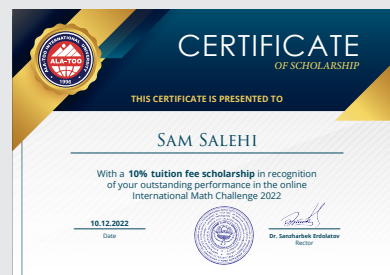 CERTIFICATE
OF SCHOLARSHIP
ALA-TOO INTERNATIONAL UNIVERSITY
ALA-TOO
1996
THIS CERTIFICATE IS PRESENTED TO
SAM SALEHI
With a 10% tuition fee scholarship in recognition
of your outstanding performance in the online
International Math Challenge 2022
10.12.2022
Date
Dr. Sanzharbek Erdolatov
Rector